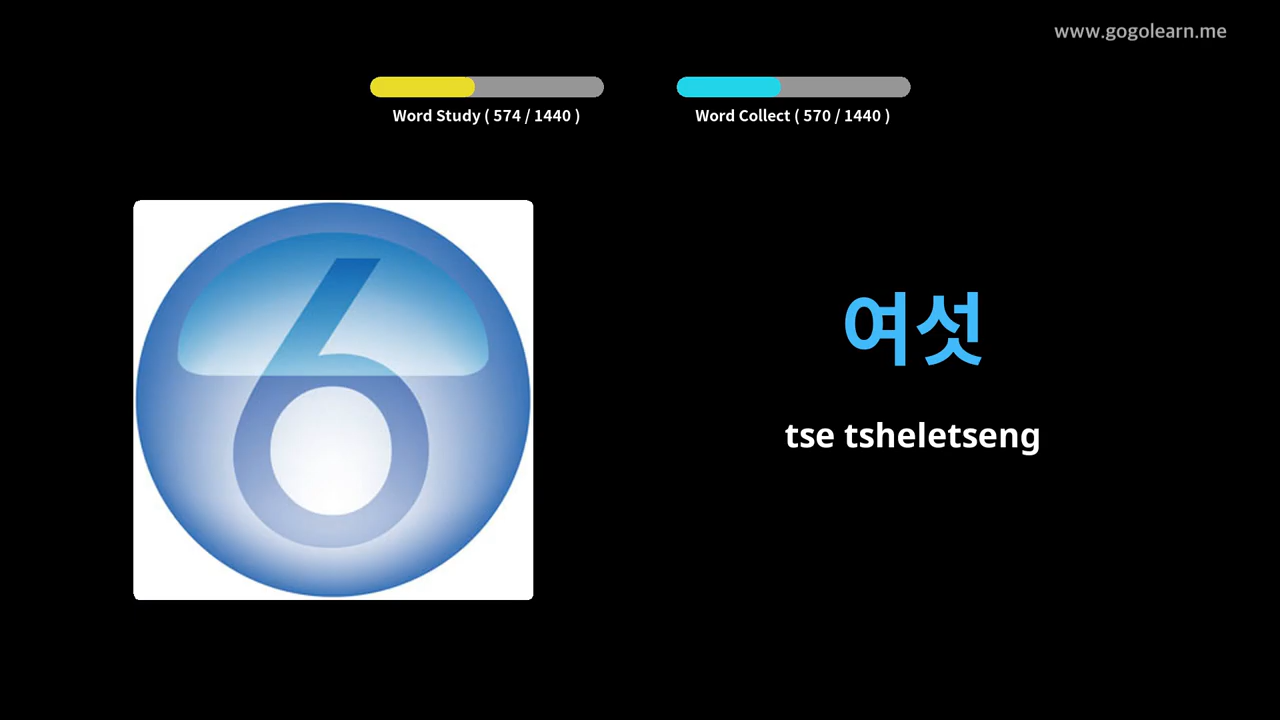 www.gogolearn.me
Word Study ( 574 / 1440 )
Word Collect ( 570 / 1440 )
6
여섯
tse tsheletseng